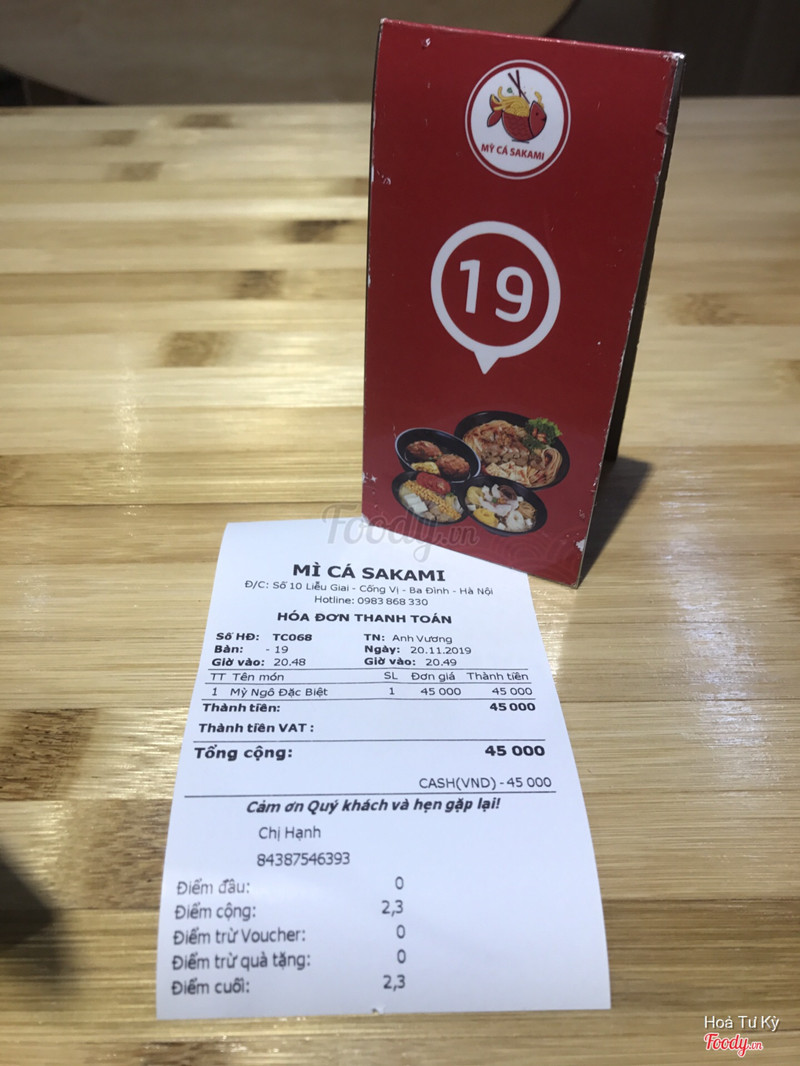 MỲ CÁ SAKAMI
19
Foody.vn
MÌ CÁ SAKAMI
Đ/C: Số 10 Liễu Giai - Cống Vị - Ba Đình - Hà Nội
Hotline: 0983 868 330
HÓA ĐƠN THANH TOÁN
Số HĐ: TC068 TN: Anh Vương
Bàn: - 19 Ngày: 20.11.2019
Giờ vào: 20.48 Giờ vào: 20.49
TT Tên món SL Đơn giá Thành tiền
1 Mỳ Ngô Đặc Biệt 1 45 000 45 000
Thành tiền: 45 000
Thành tiền VAT :
Tổng cộng: 45 000
CASH(VND) - 45 000
Cảm ơn Quý khách và hẹn gặp lại!
Chị Hạnh
84387546393
Điểm đầu: 0
Điểm cộng: 2,3
Điểm trừ Voucher: 0
Điểm trừ quà tặng: 0
Điểm cuối: 2,3
Hoả Tư Kỳ
Foody.vn